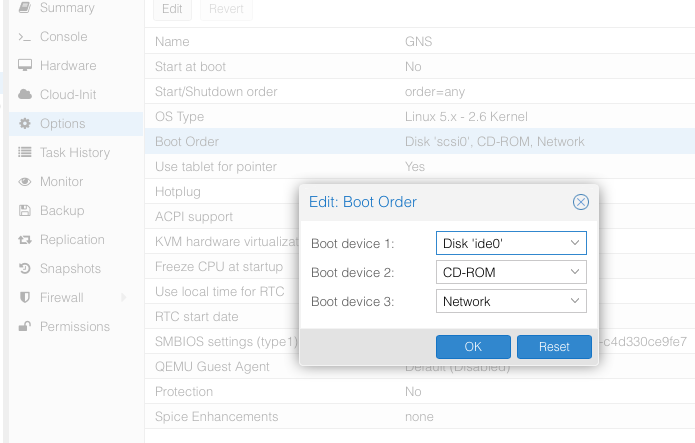 Summary
Edit Revert
Console
Name GNS
Hardware
Start at boot No
Cloud-Init
Start/Shutdown order order=any
OS Type Linux 5.x - 2.6 Kernel
Options
Boot Order Disk 'scsi0', CD-ROM, Network
Task History
Use tablet for pointer Yes
Monitor
Hotplug
Backup
ACPI support
Replication
KVM hardware virtualizat
Snapshots
Freeze CPU at startup
Firewall
Use local time for RTC
Permissions
RTC start date
SMBIOS settings (type1) -c4d330ce9fe7
QEMU Guest Agent Default (Disabled)
Protection No
Spice Enhancements none
Edit: Boot Order
Boot device 1: Disk 'ide0'
Boot device 2: CD-ROM
Boot device 3: Network
OK Reset